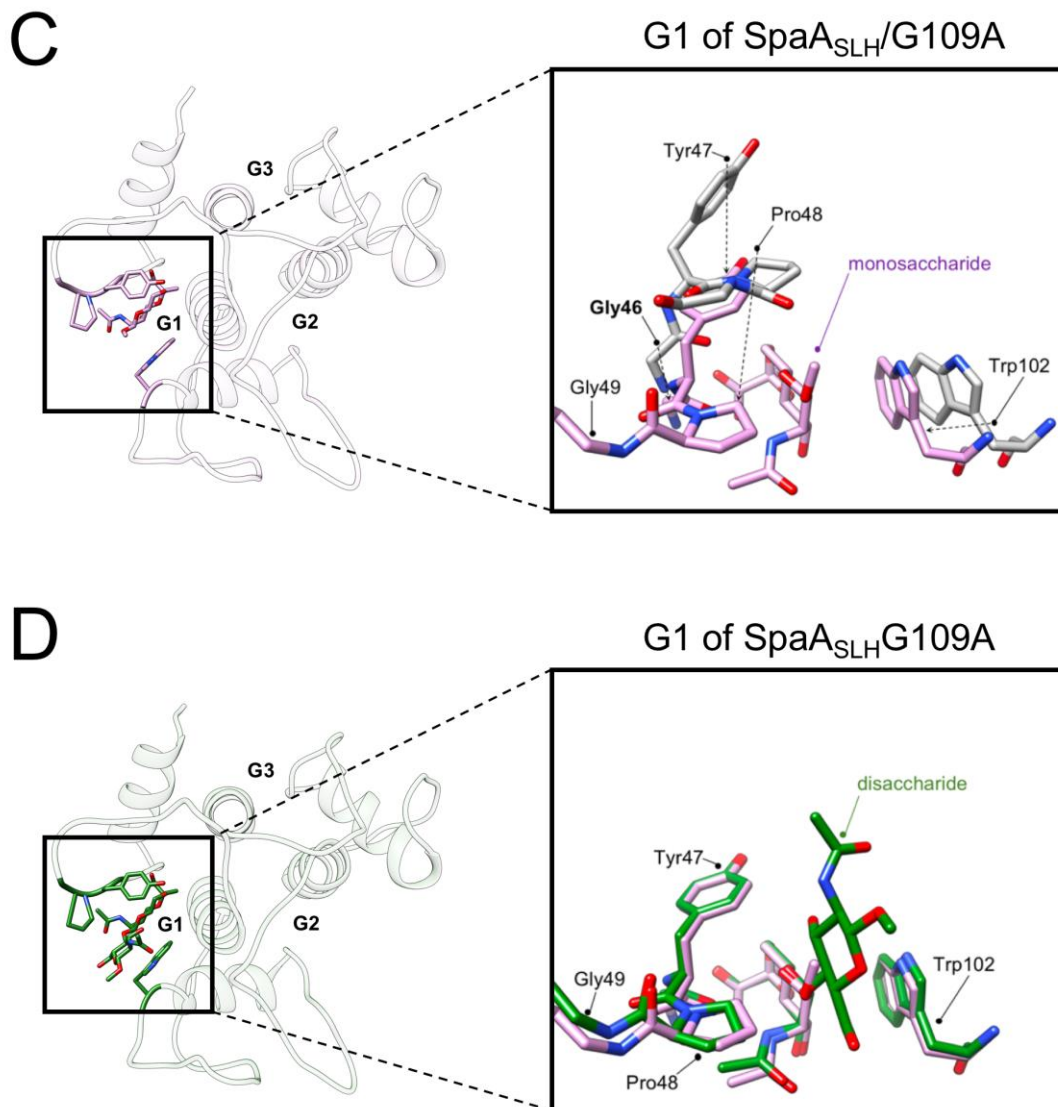 C
G1 of SpaASLH/G109A
G3
G1
G2
Tyr47
Pro48
monosaccharide
Gly46
Gly49
Trp102
D
G1 of SpaASLHG109A
G3
G1
G2
disaccharide
Tyr47
Gly49
Trp102
Pro48